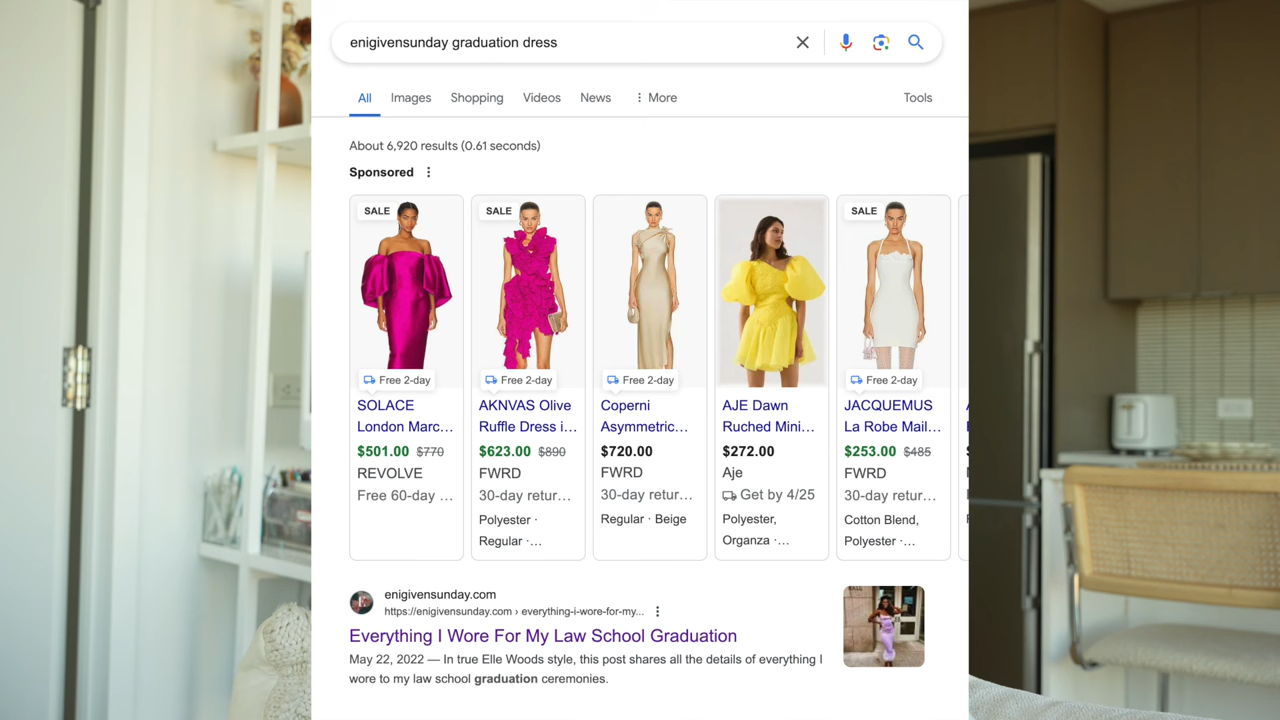 enigivensunday graduation dress
All Images Shopping Videos News More Tools
About 6,920 results (0.61 seconds)
Sponsored
SALE
Free 2-day
SOLACE
London Marc...
$501.00 $770
REVOLVE
Free 60-day ...
SALE
Free 2-day
AKNVAS Olive
Ruffle Dress i...
$623.00 $890
FWRD
30-day retur...
Polyester ·
Regular ·...
Free 2-day
Coperni
Asymmetric...
$720.00
FWRD
30-day retur...
Regular · Beige
AJE Dawn
Ruched Mini...
$272.00
Aje
Get by 4/25
Polyester,
Organza ·...
SALE
Free 2-day
JACQUEMUS
La Robe Mail...
$253.00 $485
FWRD
30-day retur...
Cotton Blend,
Polyester ·...
enigivensunday.com
https://enigivensunday.com › everything-i-wore-for-my...
Everything I Wore For My Law School Graduation
May 22, 2022 — In true Elle Woods style, this post shares all the details of everything I
wore to my law school graduation ceremonies.